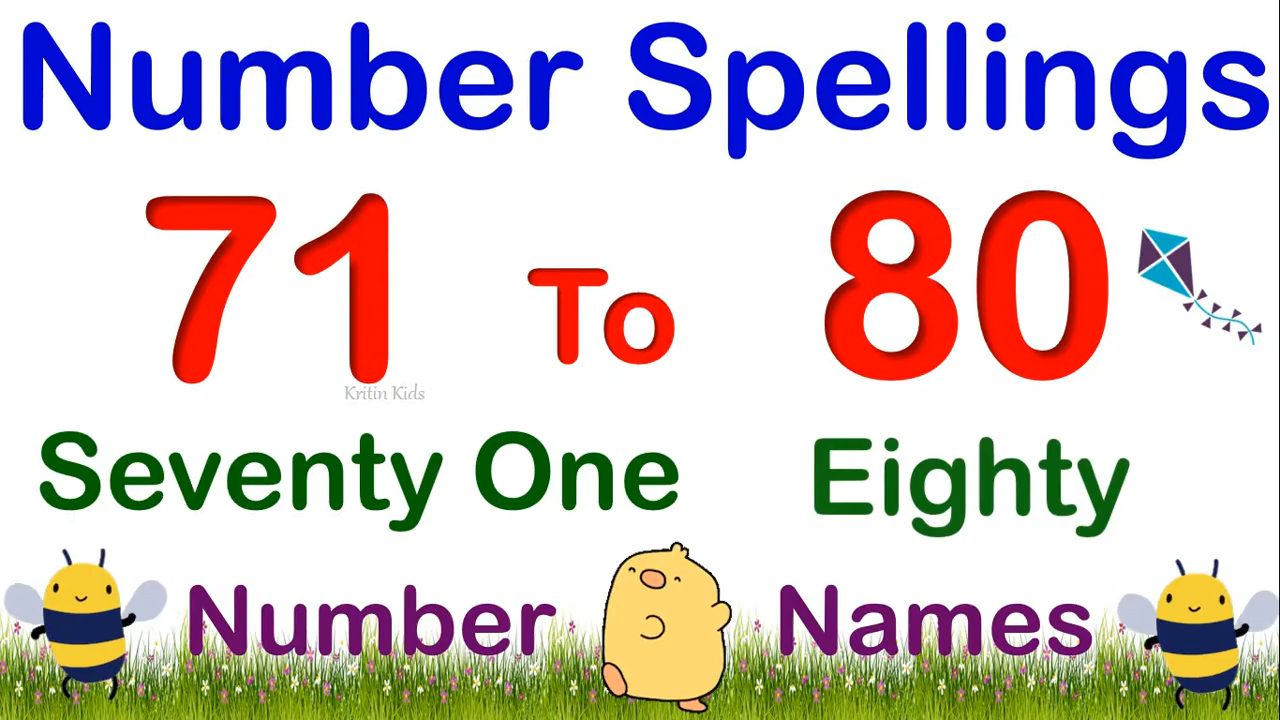 Number Spellings
71 To 80
Kritin Kids
Seventy One Eighty
Number Names